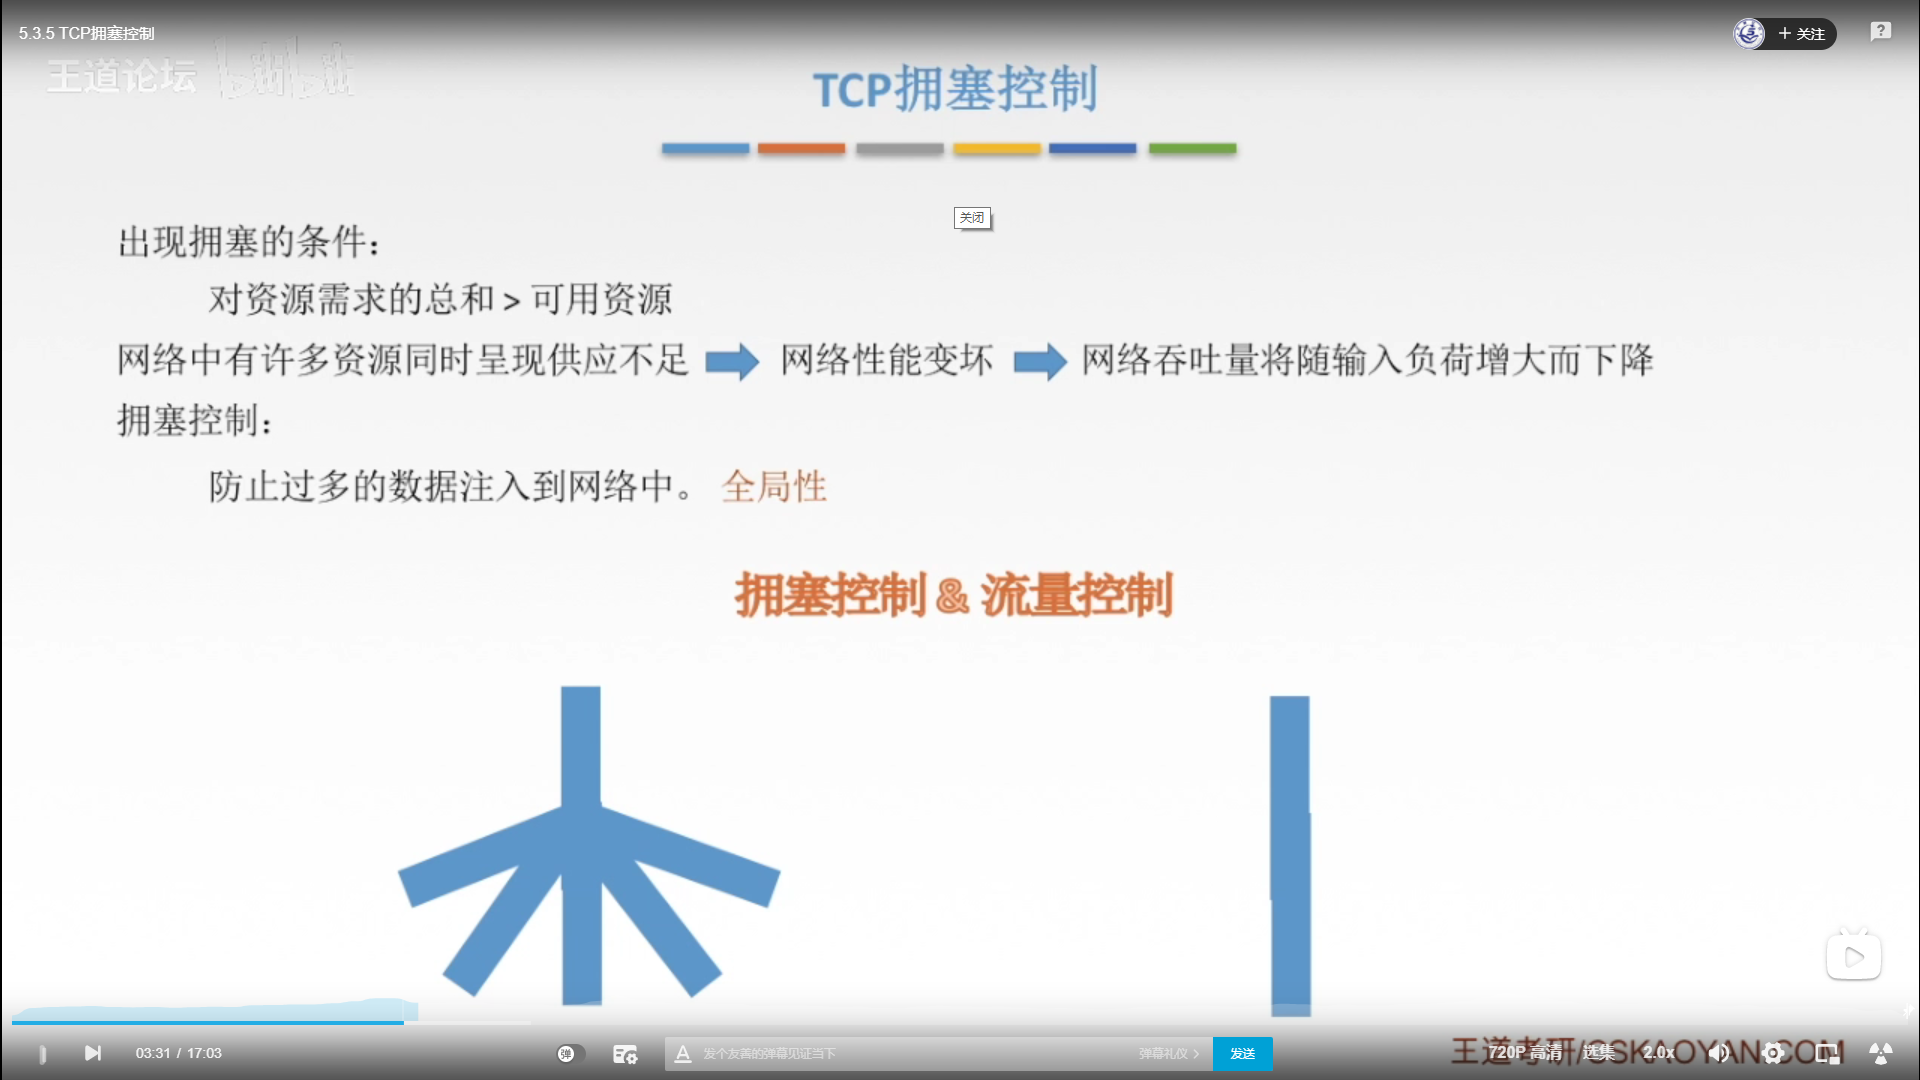 5.3.5 TCP拥塞控制
+ 关注
王道论坛 bilibili
TCP拥塞控制
关闭
出现拥塞的条件：
对资源需求的总和 > 可用资源
网络中有许多资源同时呈现供应不足 网络性能变坏 网络吞吐量将随输入负荷增大而下降
拥塞控制：
防止过多的数据注入到网络中。 全局性
拥塞控制 & 流量控制
03:31 / 17:03
弹
发个友善的弹幕见证当下
弹幕礼仪 >
发送
720P 高清
选集
2.0x
王道考研/CSKAOYAN.COM